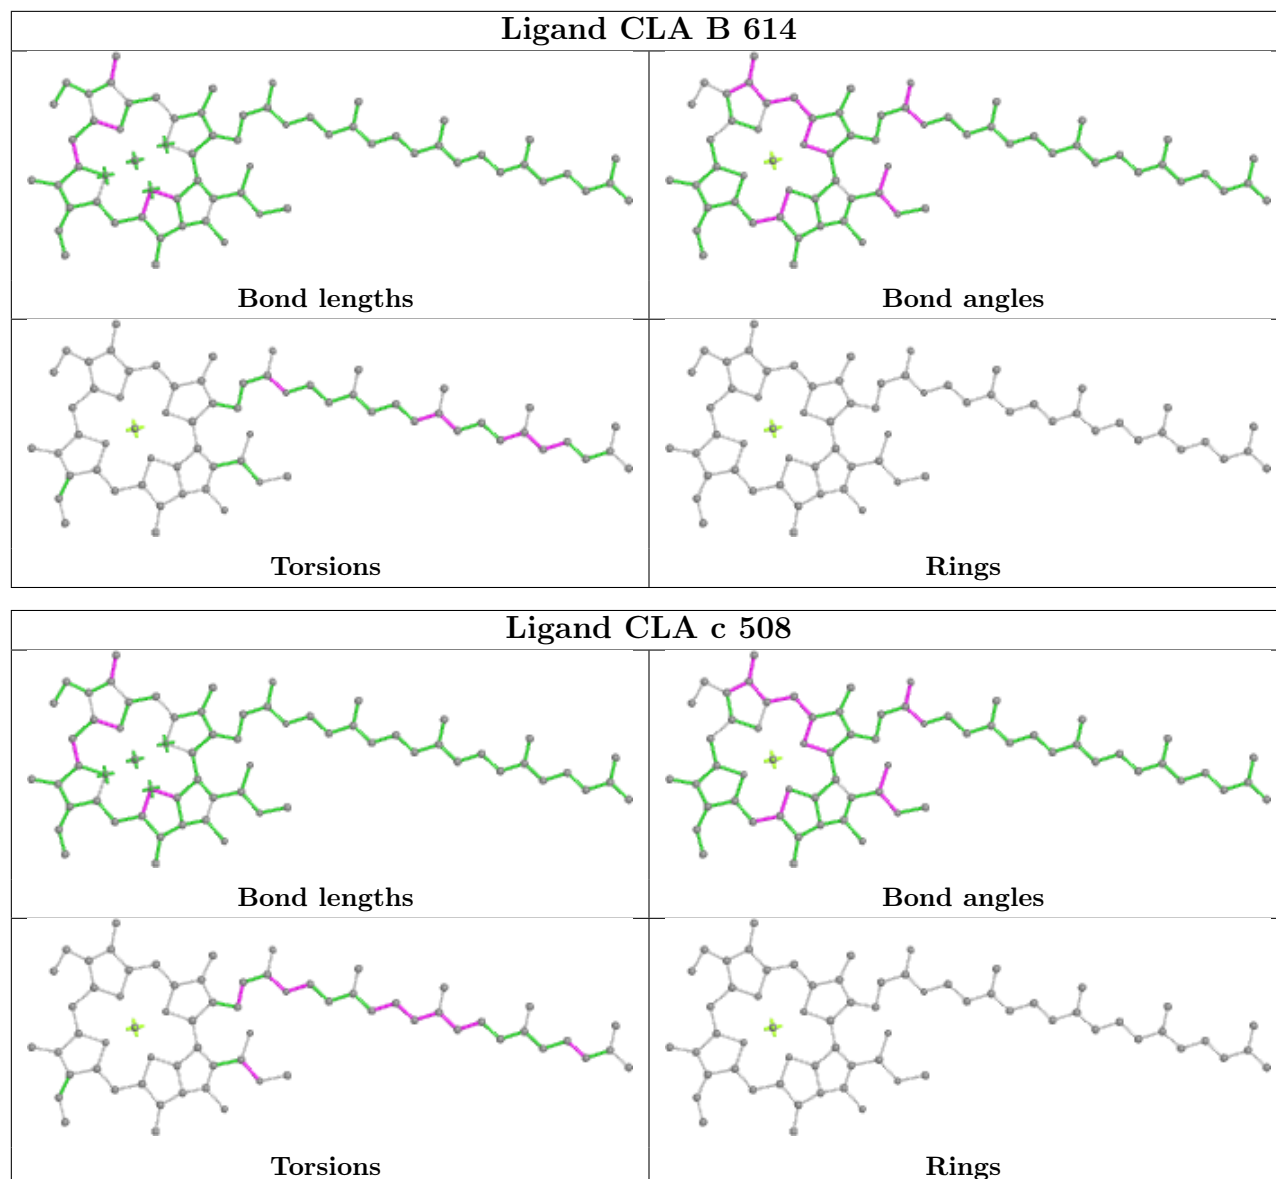 Ligand CLA B 614
Bond lengths
Bond angles
Torsions
Rings
Ligand CLA c 508
Bond lengths
Bond angles
Torsions
Rings